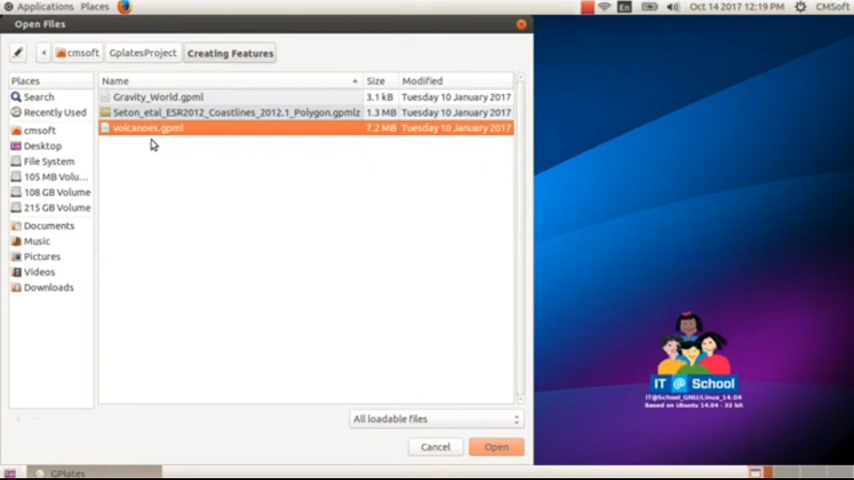 Applications Places En Oct 14 2017 12:19 PM CMSoft
Open Files
cmsoft GplatesProject Creating Features
Places Name Size Modified
Search Gravity_World.gpml 3.1 kB Tuesday 10 January 2017
Recently Used Seton_etal_ESR2012_Coastlines_2012.1_Polygon.gpmlz 1.3 MB Tuesday 10 January 2017
cmsoft volcanoes.gpml 7.2 MB Tuesday 10 January 2017
Desktop
File System
105 MB Volu...
108 GB Volume
215 GB Volume
Documents
Music
Pictures
Videos
Downloads
IT @ School
IT@School_GNU/Linux_14.04
Based on Ubuntu 14.04 - 32 bit
All loadable files
Cancel Open
GPlates